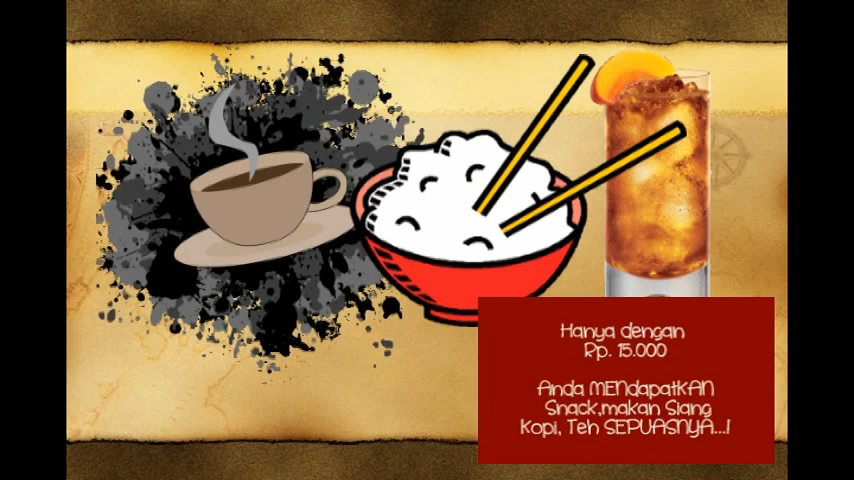 Hanya dengan
Rp. 15.000
Anda MENdapatKAN
Snack,makan SIang
Kopi, Teh SEPUASNYA...!